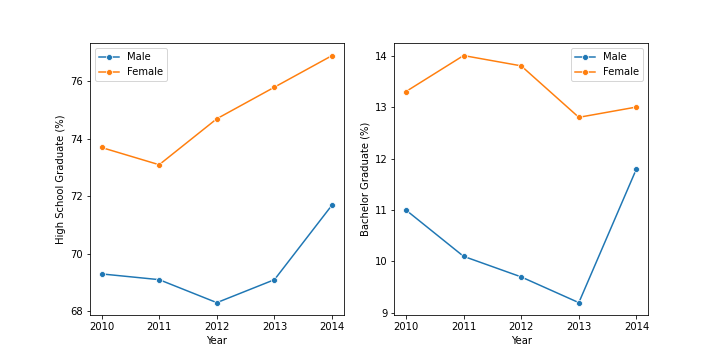 Male
Female
76
74
72
70
68
High School Graduate (%)
2010 2011 2012 2013 2014
Year
Male
Female
14
13
12
11
10
9
Bachelor Graduate (%)
2010 2011 2012 2013 2014
Year